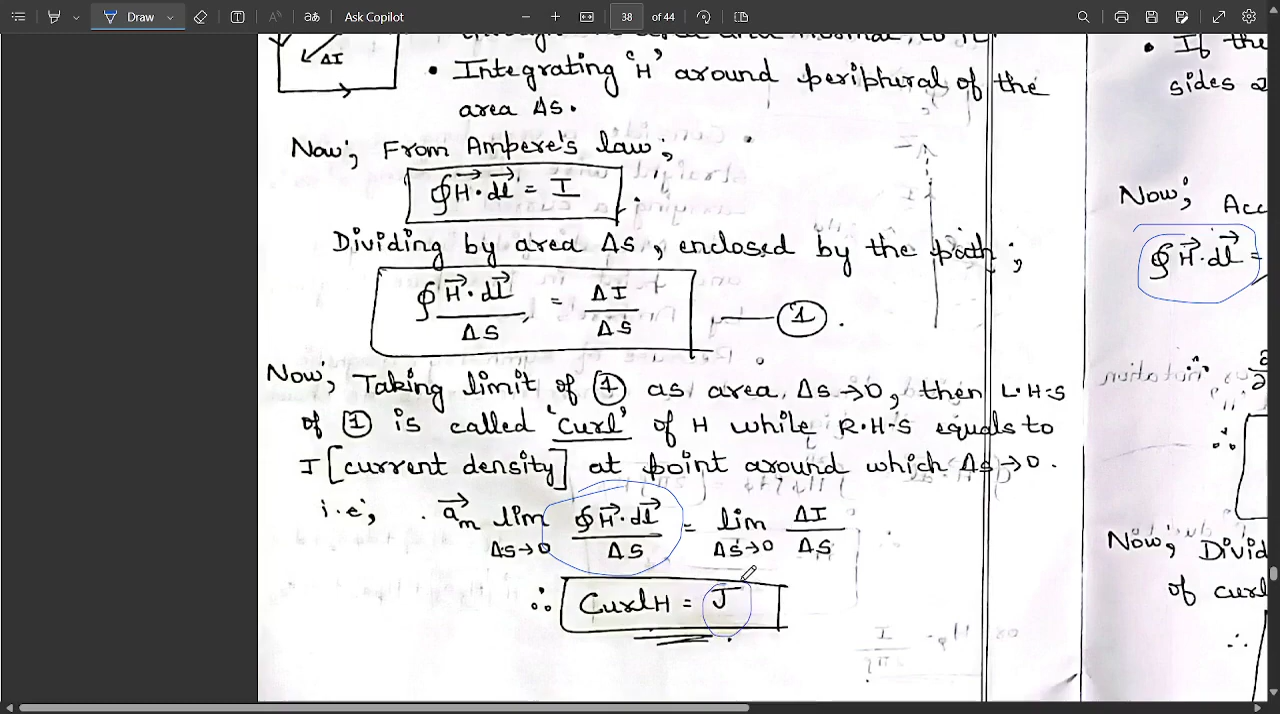 Draw
Ask Copilot
38 of 44
ΔI
• Integrating 'H' around periphural of the
area ΔS.
Now; From Ampere's law;
∮H⃗·dl⃗ = I
Dividing by area ΔS, enclosed by the path;
∮H⃗·dl⃗ / ΔS = ΔI / ΔS —— ①.
Now, Taking limit of ① as area ΔS→0, then L.H.S
of ① is called 'curl' of H while R.H.S equals to
J [current density] at point around which ΔS→0.
i.e; a⃗m lim ΔS→0 ∮H⃗·dl⃗ / ΔS = lim ΔS→0 ΔI / ΔS
∴ Curl H = J
• If the
sides
Now;
∮H⃗·dl⃗ =
Now;
of curl
∴